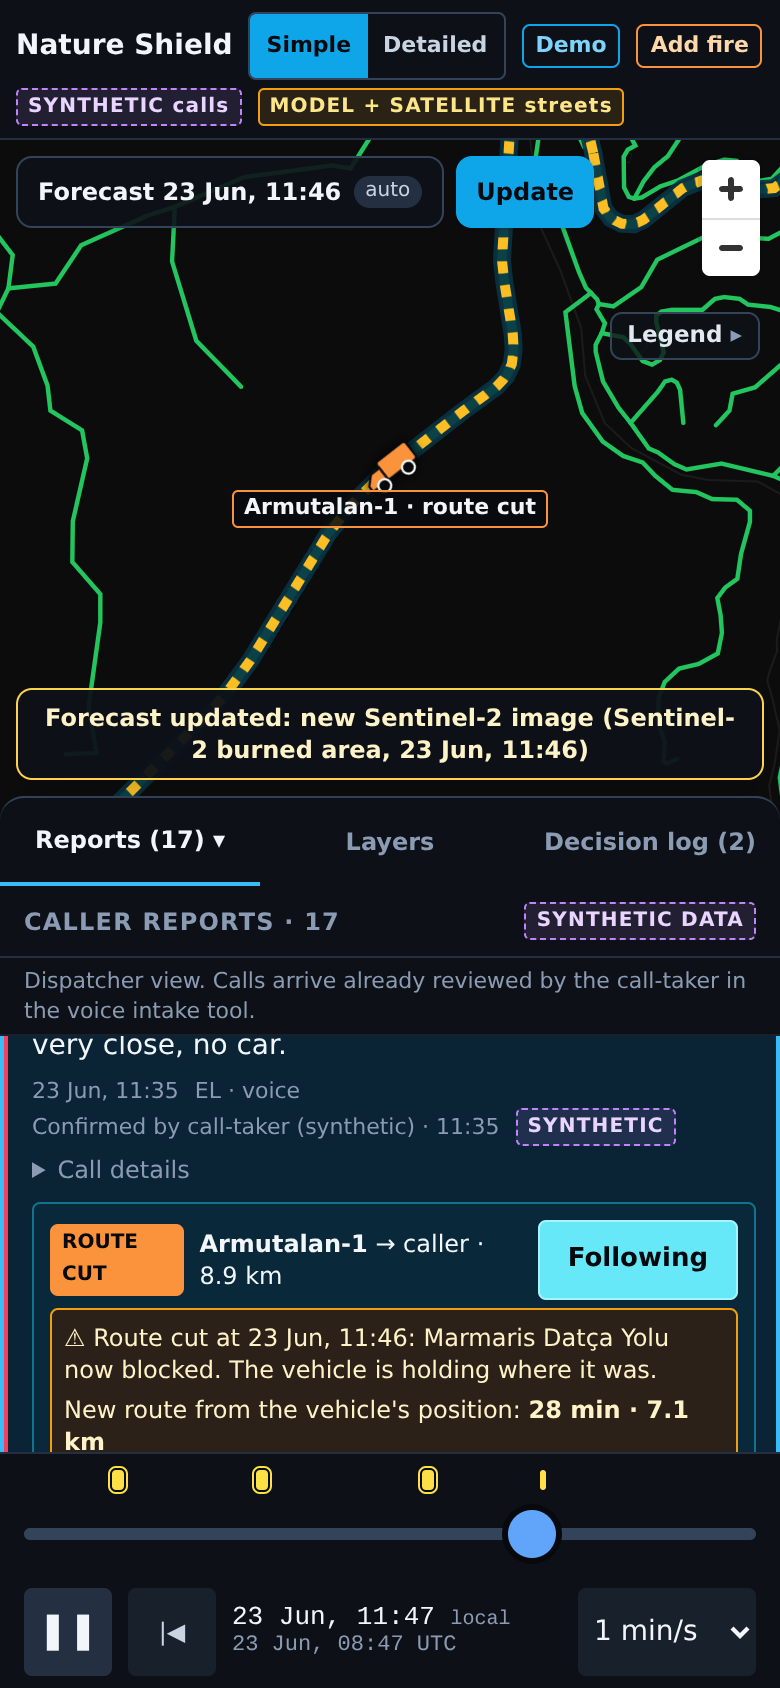 Nature Shield
Simple
Detailed
Demo
Add fire
SYNTHETIC calls
MODEL + SATELLITE streets
Forecast 23 Jun, 11:46 auto
Update
+
−
Legend ▸
Armutalan-1 · route cut
Forecast updated: new Sentinel-2 image (Sentinel-
2 burned area, 23 Jun, 11:46)
Reports (17) ▾
Layers
Decision log (2)
CALLER REPORTS · 17
SYNTHETIC DATA
Dispatcher view. Calls arrive already reviewed by the call-taker in
the voice intake tool.
very close, no car.
23 Jun, 11:35 EL · voice
Confirmed by call-taker (synthetic) · 11:35 SYNTHETIC
▶ Call details
ROUTE
CUT
Armutalan-1 → caller ·
8.9 km
Following
⚠ Route cut at 23 Jun, 11:46: Marmaris Datça Yolu
now blocked. The vehicle is holding where it was.
New route from the vehicle's position: 28 min · 7.1
km
23 Jun, 11:47 local
23 Jun, 08:47 UTC
1 min/s